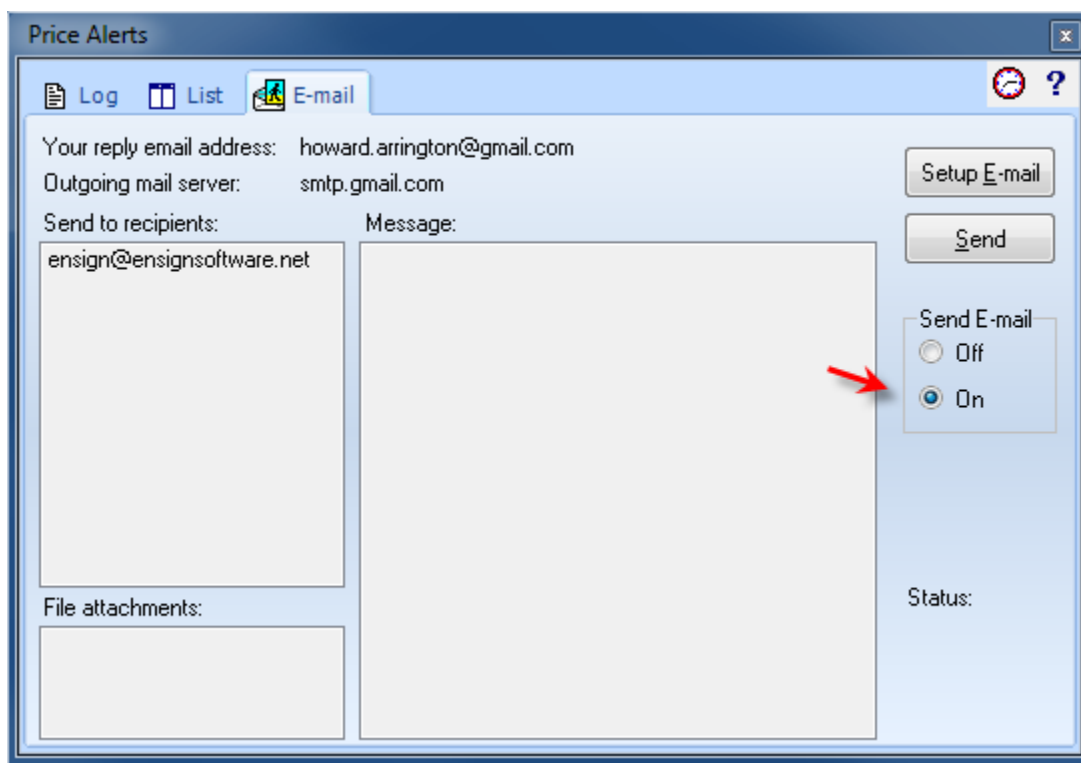 Price Alerts
x
Log List E-mail ?
Your reply email address: howard.arrington@gmail.com
Outgoing mail server: smtp.gmail.com
Setup E-mail
Send to recipients: Message:
Send
ensign@ensignsoftware.net
Send E-mail
Off
On
File attachments:
Status: